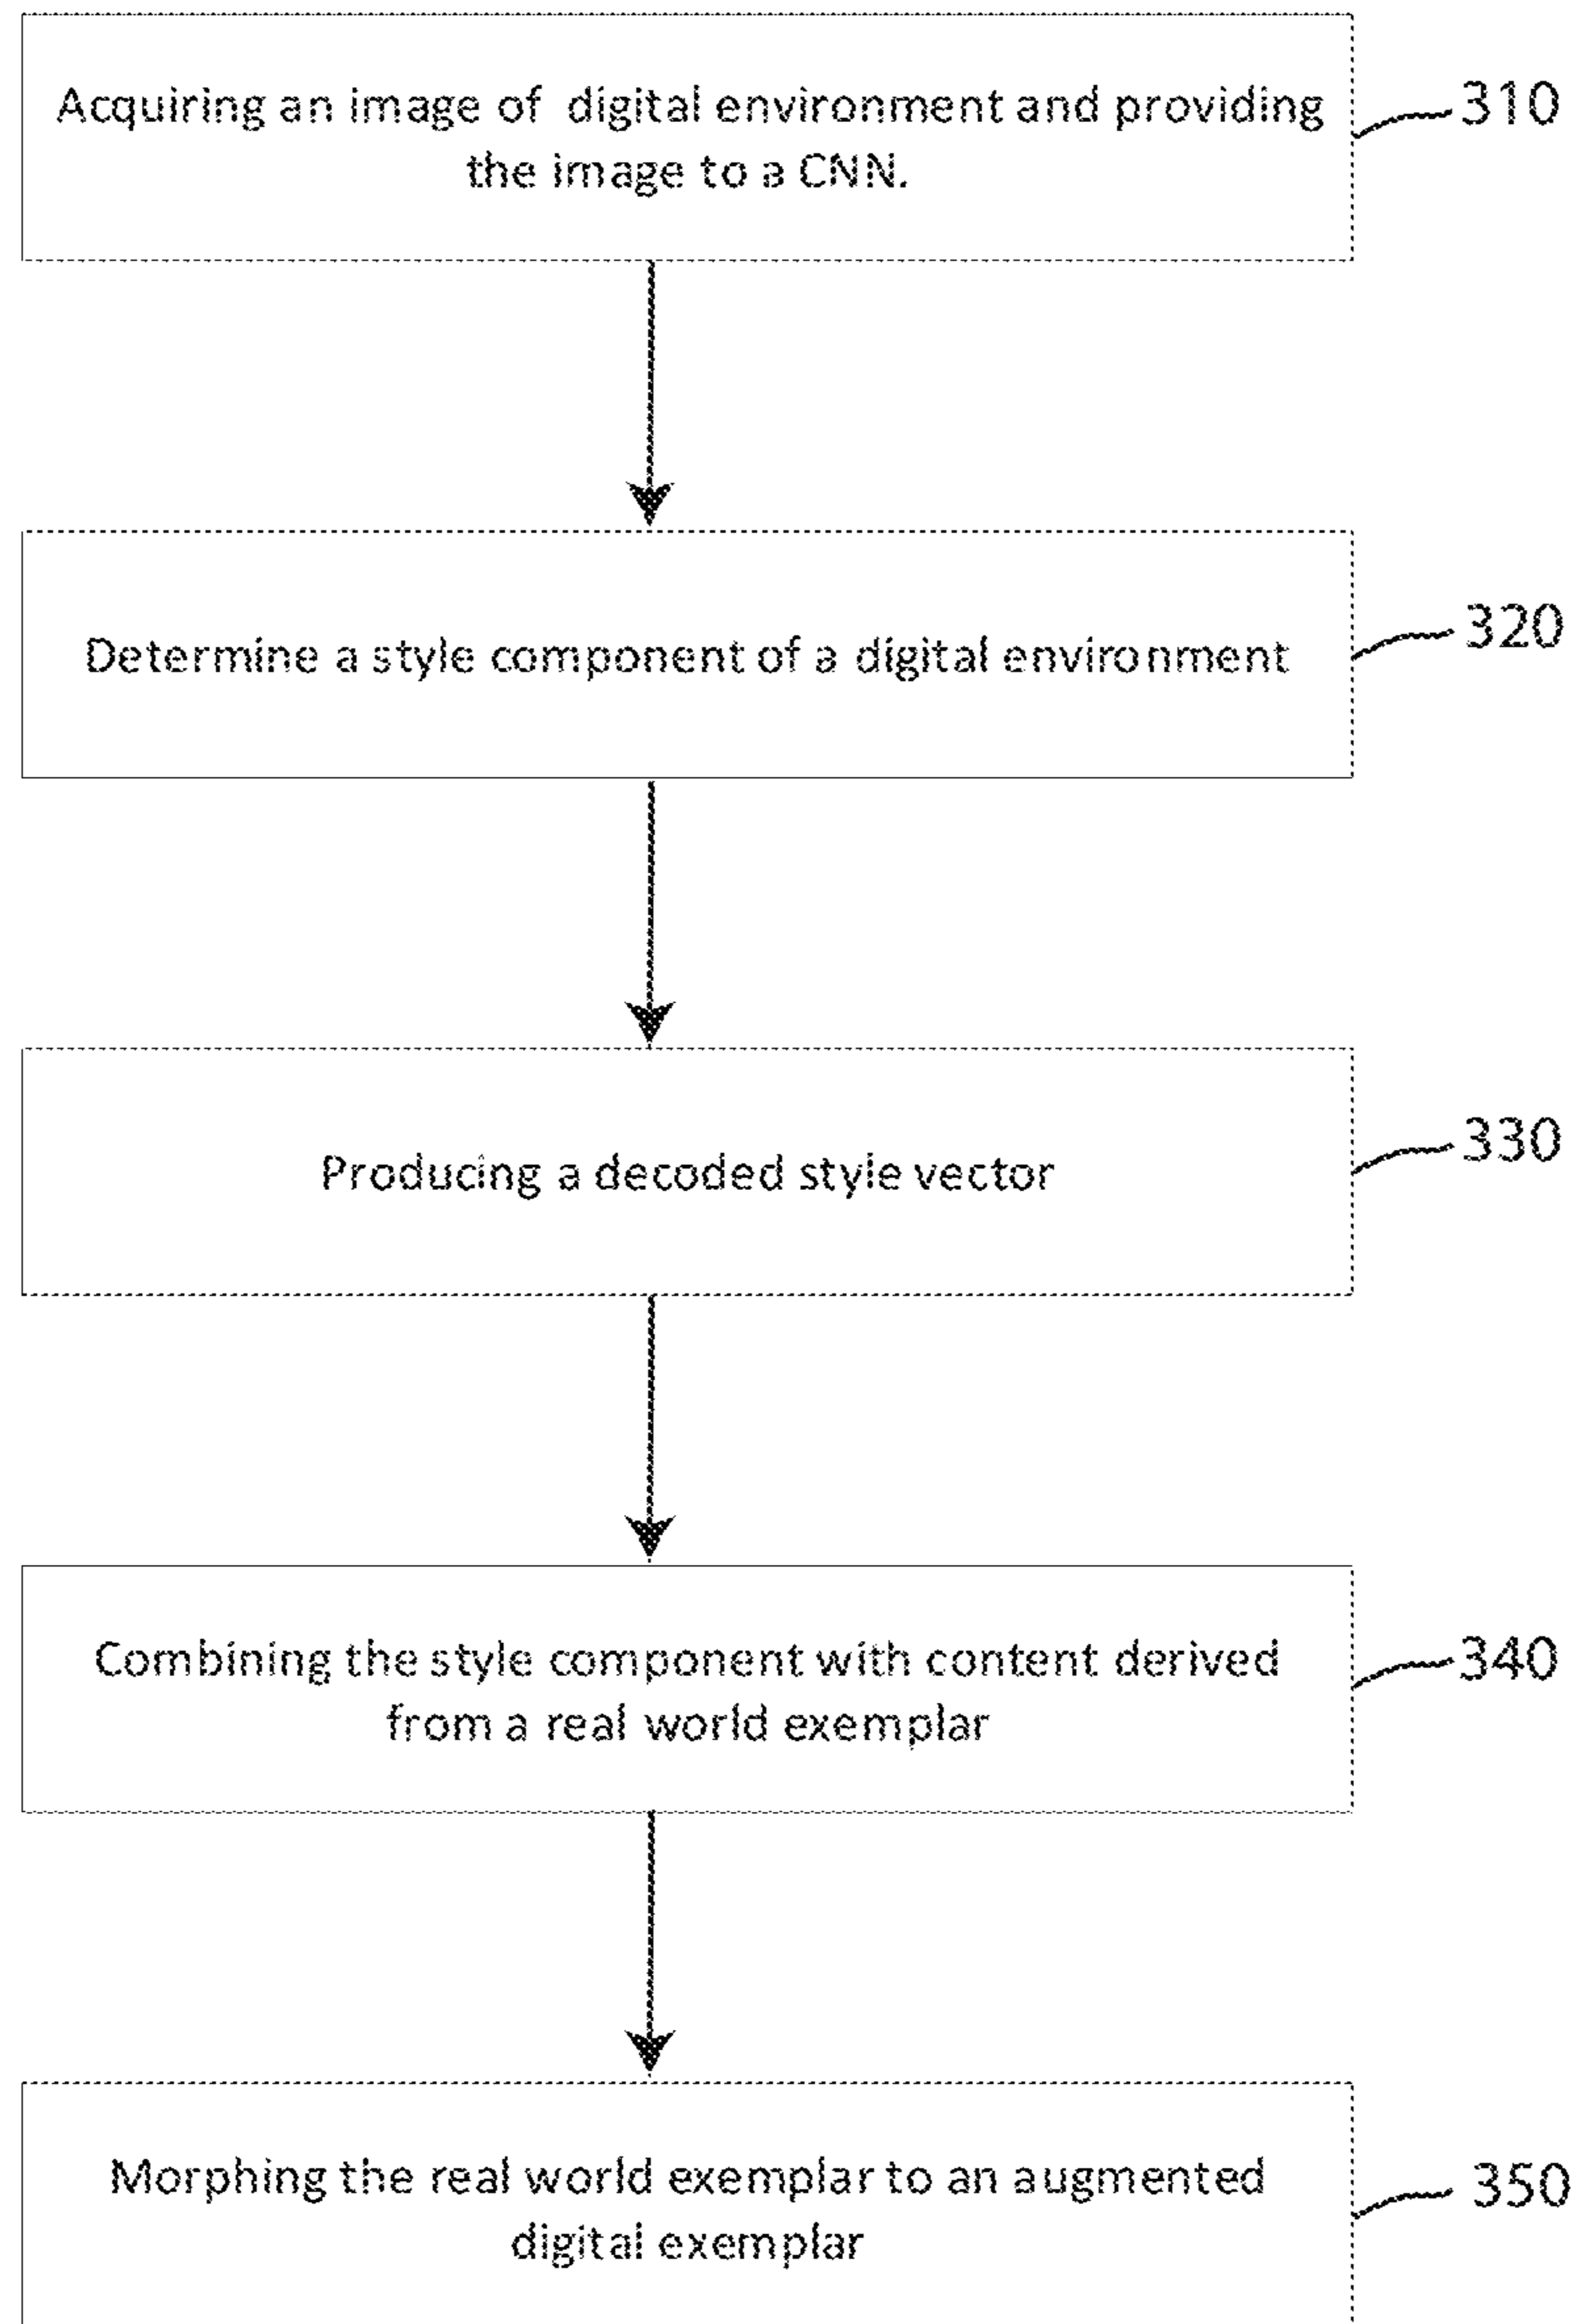 Acquiring an image of digital environment and providing
the image to a CNN.
310
Determine a style component of a digital environment
320
Producing a decoded style vector
330
Combining the style component with content derived
from a real world exemplar
340
Morphing the real world exemplar to an augmented
digital exemplar
350